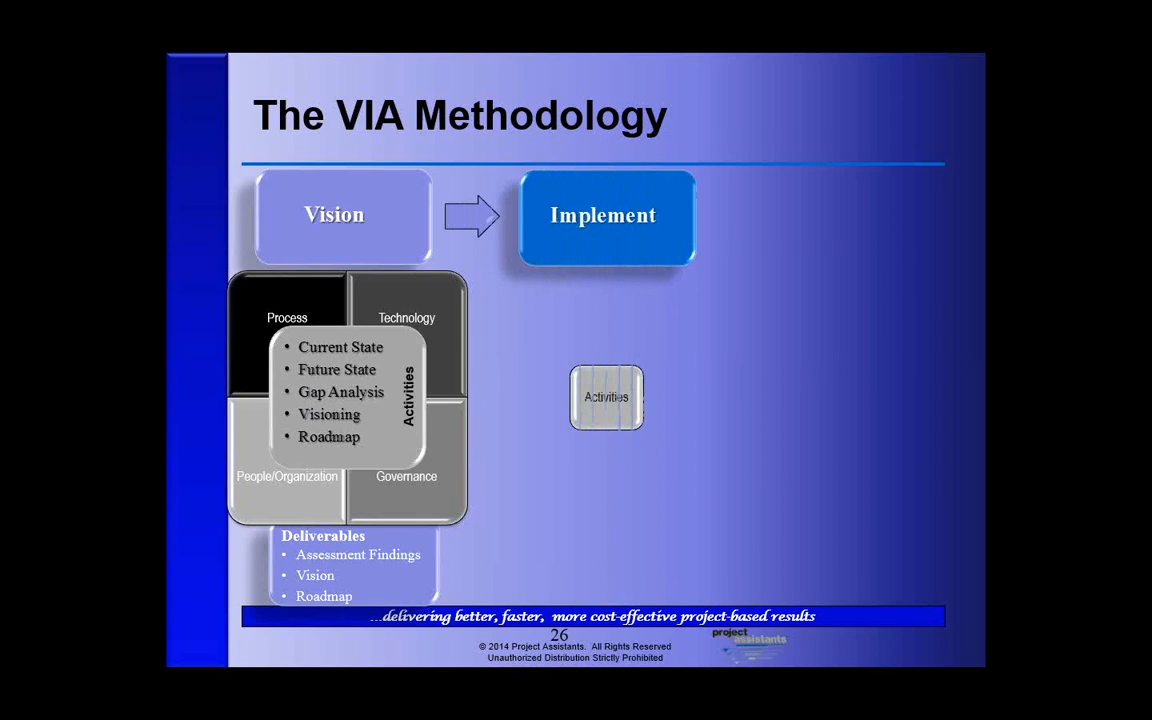 The VIA Methodology
Vision
Implement
Process
Technology
• Current State
• Future State
• Gap Analysis
• Visioning
• Roadmap
Activities
Activities
People/Organization
Governance
Deliverables
• Assessment Findings
• Vision
• Roadmap
...delivering better, faster, more cost-effective project-based results
26
© 2014 Project Assistants. All Rights Reserved
Unauthorized Distribution Strictly Prohibited
project
assistants